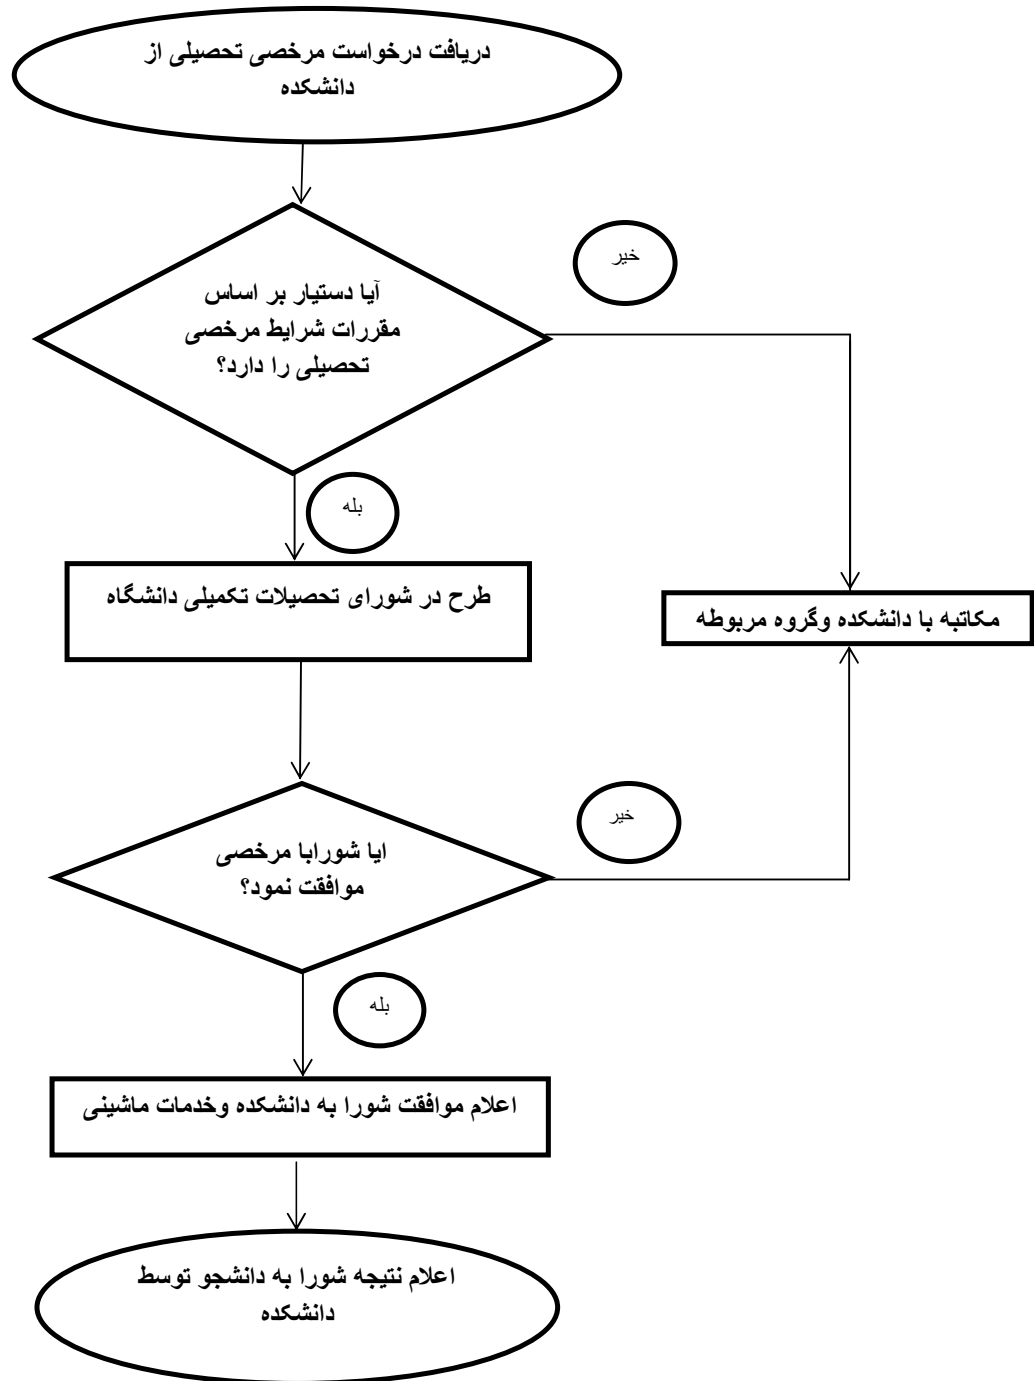 دریافت درخواست مرخصی تحصیلی از
دانشکده
خیر
آیا دستیار بر اساس
مقررات شرایط مرخصی
تحصیلی را دارد؟
بله
طرح در شورای تحصیلات تکمیلی دانشگاه
مکاتبه با دانشکده وگروه مربوطه
خیر
ایا شورابا مرخصی
موافقت نمود؟
بله
اعلام موافقت شورا به دانشکده وخدمات ماشینی
اعلام نتیجه شورا به دانشجو توسط
دانشکده